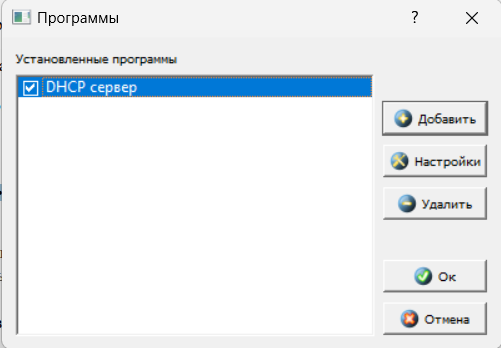 Программы
?
Установленные программы
DHCP сервер
Добавить
Настройки
Удалить
Ок
Отмена